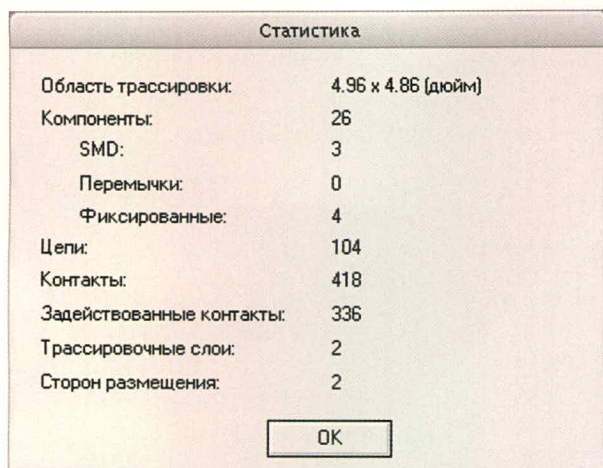 Статистика
Область трассировки: 4.96 x 4.86 (дюйм)
Компоненты: 26
SMD: 3
Перемычки: 0
Фиксированные: 4
Цепи: 104
Контакты: 418
Задействованные контакты: 336
Трассировочные слои: 2
Сторон размещения: 2
OK